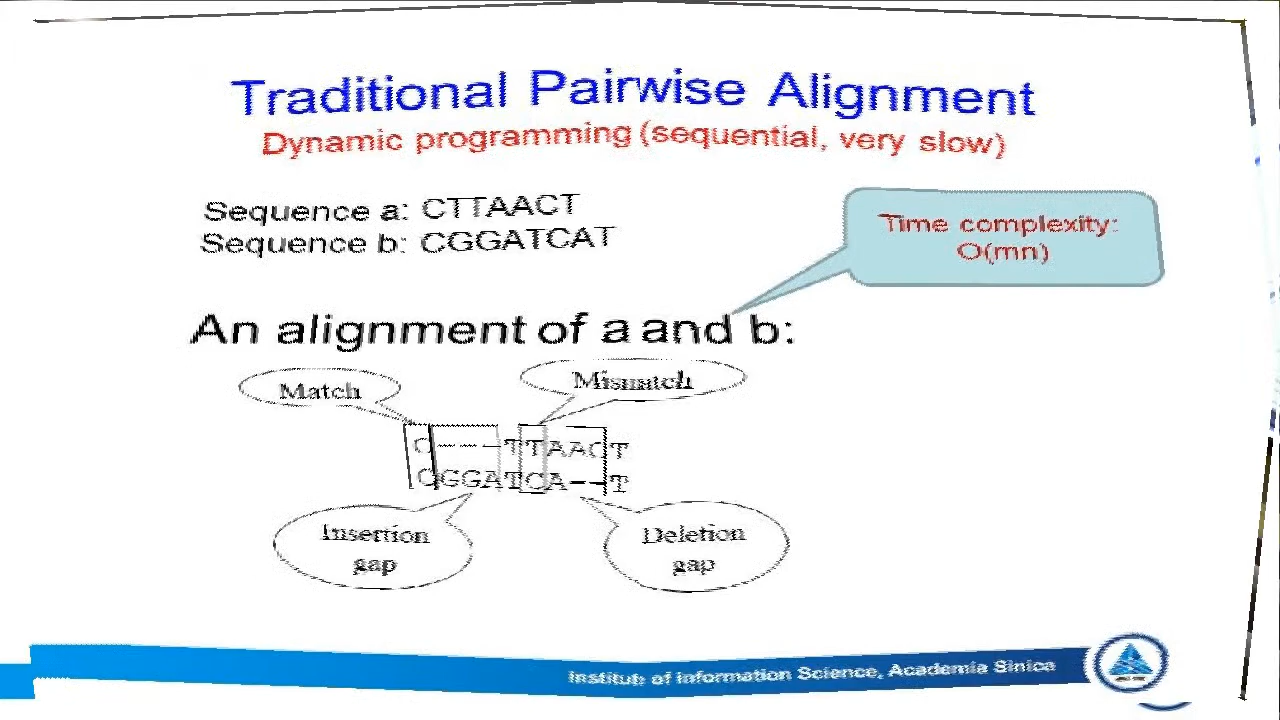 Traditional Pairwise Alignment
Dynamic programming (sequential, very slow)
Sequence a: CTTAACT
Sequence b: CGGATCAT
Time complexity:
O(mn)
An alignment of a and b:
Match
Mismatch
C---TTAACT
CGGATCA--T
Insertion
gap
Deletion
gap
Institute of Information Science, Academia Sinica